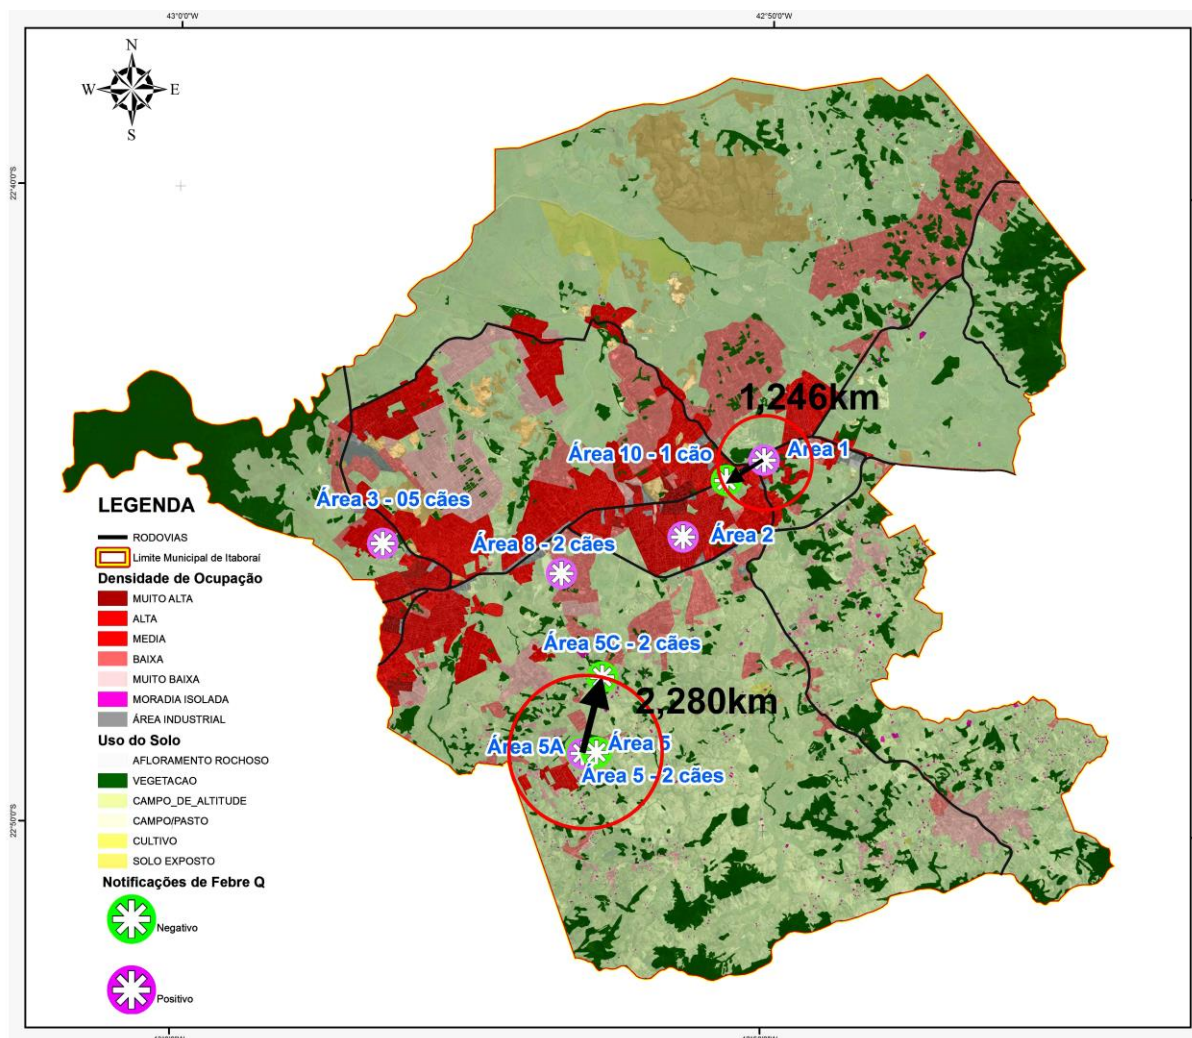 43°0'0"W
42°50'0"W
N
W
E
S
22°40'0"S
1,246km
Área 10 - 1 cão
Área 1
Área 3 - 05 cães
Área 8 - 2 cães
Área 2
Área 5C - 2 cães
2,280km
Área 5A
Área 5
Área 5 - 2 cães
22°50'0"S
LEGENDA
RODOVIAS
Limite Municipal de Itaboraí
Densidade de Ocupação
MUITO ALTA
ALTA
MEDIA
BAIXA
MUITO BAIXA
MORADIA ISOLADA
ÁREA INDUSTRIAL
Uso do Solo
AFLORAMENTO ROCHOSO
VEGETACAO
CAMPO_DE_ALTITUDE
CAMPO/PASTO
CULTIVO
SOLO EXPOSTO
Notificações de Febre Q
Negativo
Positivo